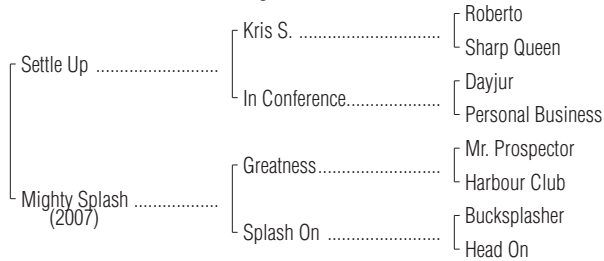 Roberto
Kris S. ............................
Sharp Queen
Settle Up ..........................
Dayjur
In Conference....................
Personal Business
Mr. Prospector
Greatness..........................
Harbour Club
Mighty Splash ..................
(2007)
Bucksplasher
Splash On ........................
Head On